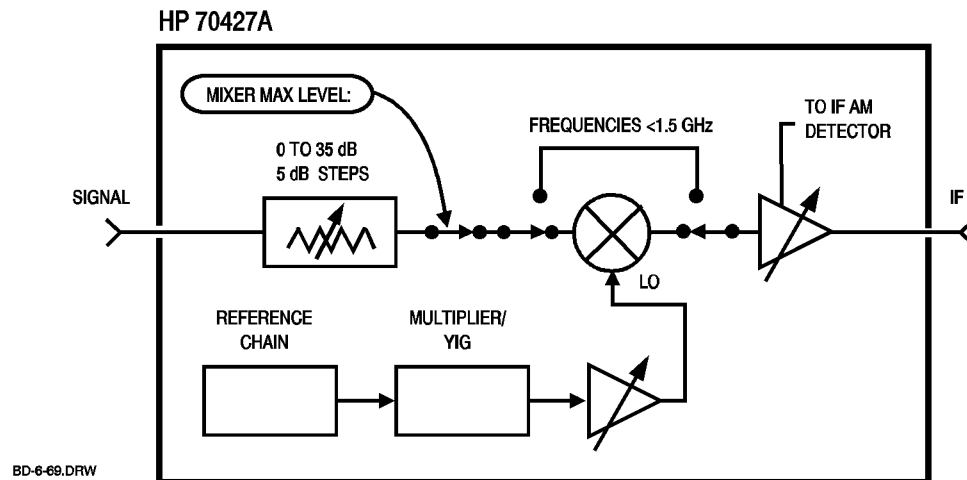 HP 70427A
MIXER MAX LEVEL:
TO IF AM
DETECTOR
FREQUENCIES <1.5 GHz
0 TO 35 dB
5 dB STEPS
SIGNAL
IF
LO
REFERENCE
CHAIN
MULTIPLIER/
YIG
BD-6-69.DRW